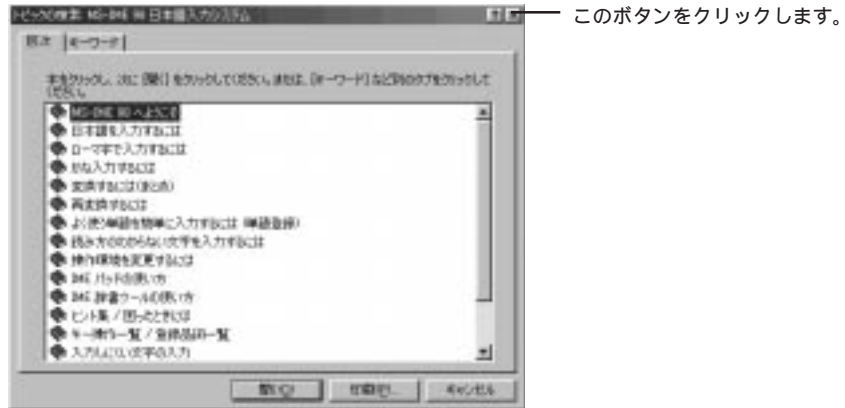 トピックの検索: MS-IME 98 日本語入力システム
このボタンをクリックします。
目次
キーワード
本をクリックし、次に [開く] をクリックしてください。または、[キーワード] など別のタブをクリックして
ください。
MS-IME 98 へようこそ
日本語を入力するには
ローマ字で入力するには
かな入力するには
変換するには(まとめ)
再変換するには
よく使う単語を簡単に入力するには (単語登録)
読み方のわからない文字を入力するには
操作環境を変更するには
IME パッドの使い方
IME 辞書ツールの使い方
ヒント集 / 困ったときには
キー操作一覧 / 登録品詞一覧
入力しにくい文字の入力
開く(O)
印刷(P)...
キャンセル